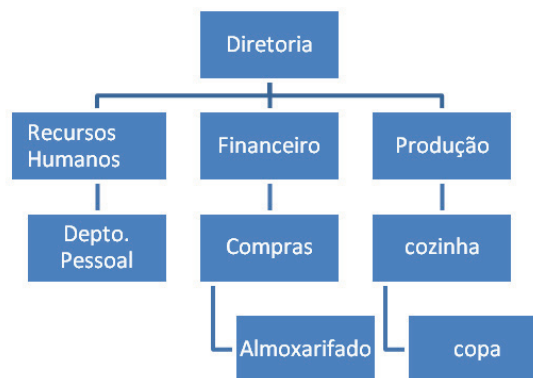 Diretoria
Recursos
Humanos
Financeiro
Produção
Depto.
Pessoal
Compras
cozinha
Almoxarifado
copa